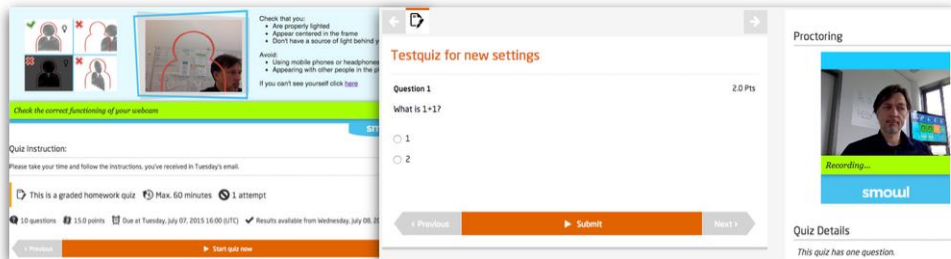 Check that you:
Are properly lighted
Appear centered in the frame
Don't have a source of light behind
Avoid:
Using mobile phones or headphones
Appearing with other people in the
If you can't see yourself click here
Check the correct functioning of your webcam
Quiz Instruction:
Please take your time and follow the instructions, you've received in Tuesday's email.
This is a graded homework quiz Max. 60 minutes 1 attempt
10 questions 15.0 points Due at Tuesday, July 07, 2015 16:00 (UTC) Results available from Wednesday, July 08,
Previous
Start quiz now
Testquiz for new settings
Question 1 2.0 Pts
What is 1+1?
1
2
Previous
Submit
Next
Proctoring
Recording...
smowl
Quiz Details
This quiz has one question.